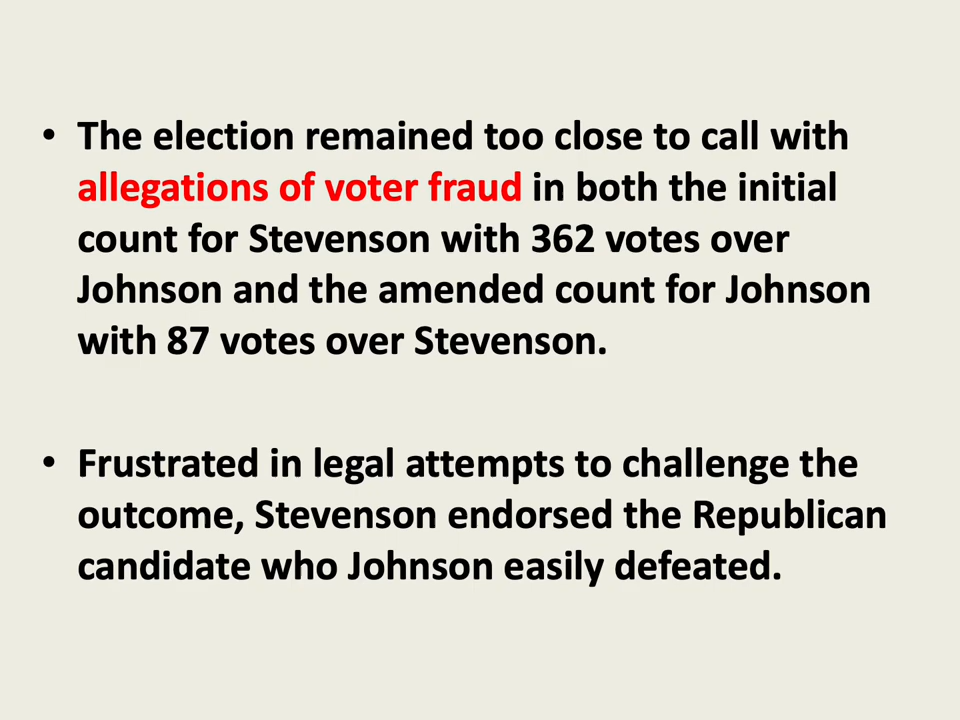 • The election remained too close to call with
allegations of voter fraud in both the initial
count for Stevenson with 362 votes over
Johnson and the amended count for Johnson
with 87 votes over Stevenson.
• Frustrated in legal attempts to challenge the
outcome, Stevenson endorsed the Republican
candidate who Johnson easily defeated.